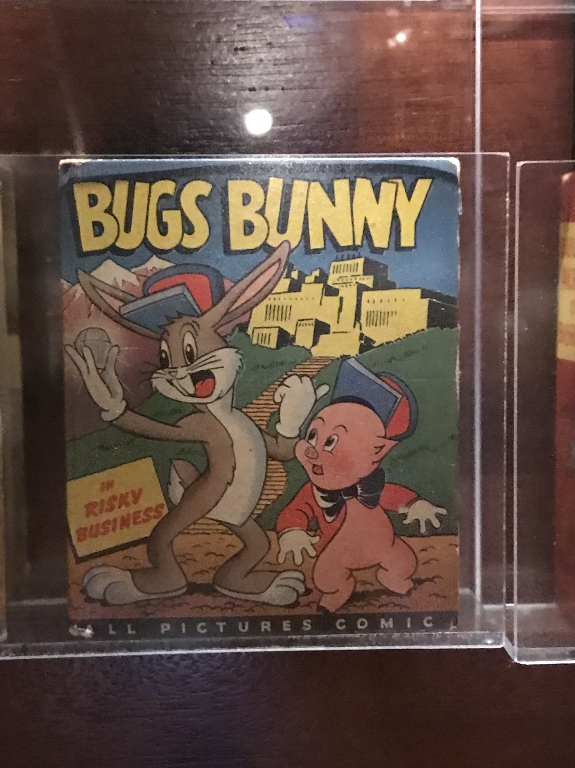 BUGS BUNNY
IN
RISKY
BUSINESS
ALL PICTURES COMIC